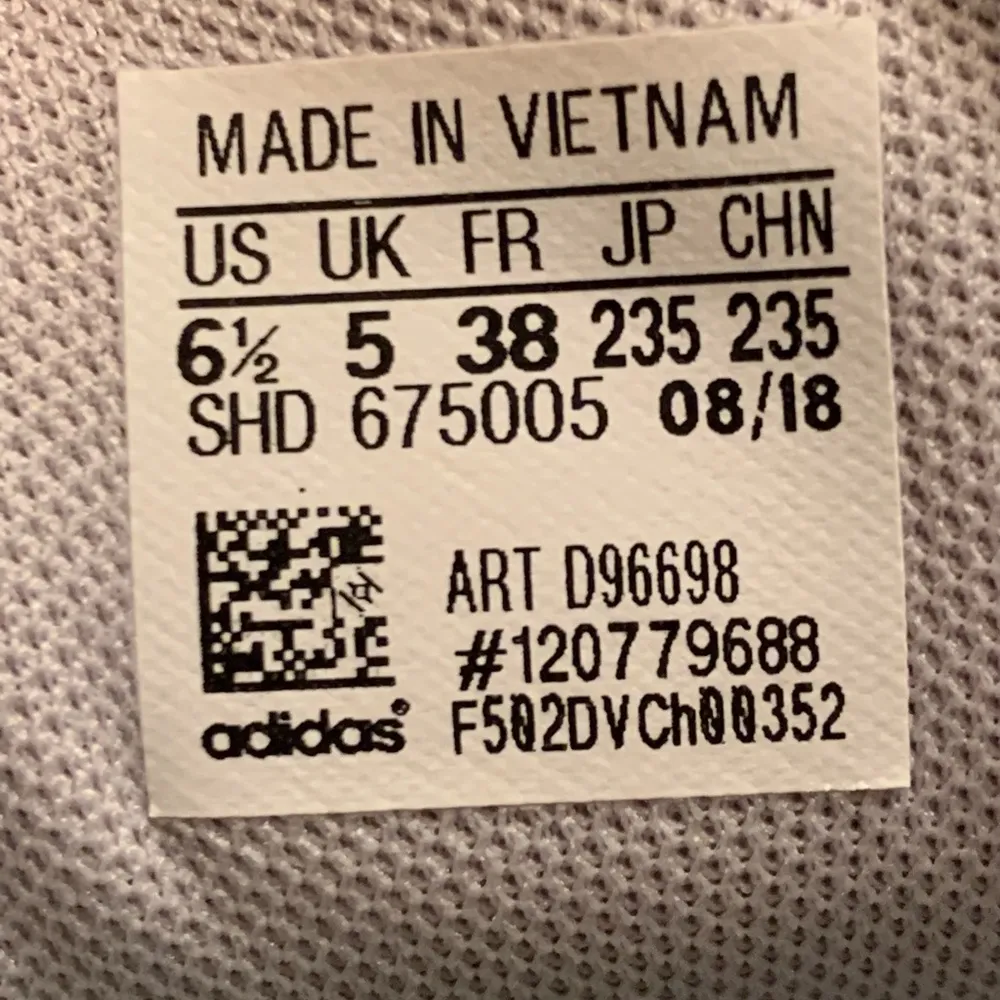 MADE IN VIETNAM
US UK FR JP CHN
6½ 5 38 235 235
SHD 675005 08/18
ART D96698
#120779688
adidas® F502DVCh00352